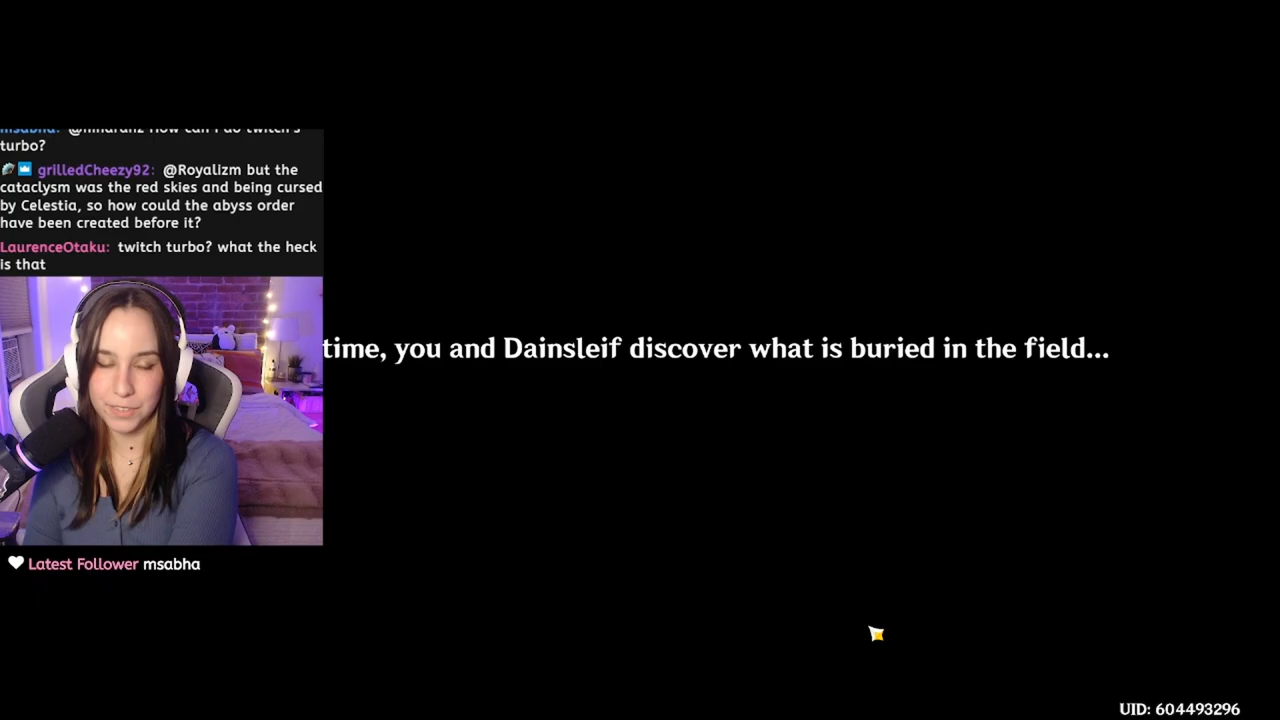 turbo?
grilledCheezy92: @Royalizm but the
cataclysm was the red skies and being cursed
by Celestia, so how could the abyss order
have been created before it?
LaurenceOtaku: twitch turbo? what the heck
is that
time, you and Dainsleif discover what is buried in the field...
Latest Follower msabha
UID: 604493296